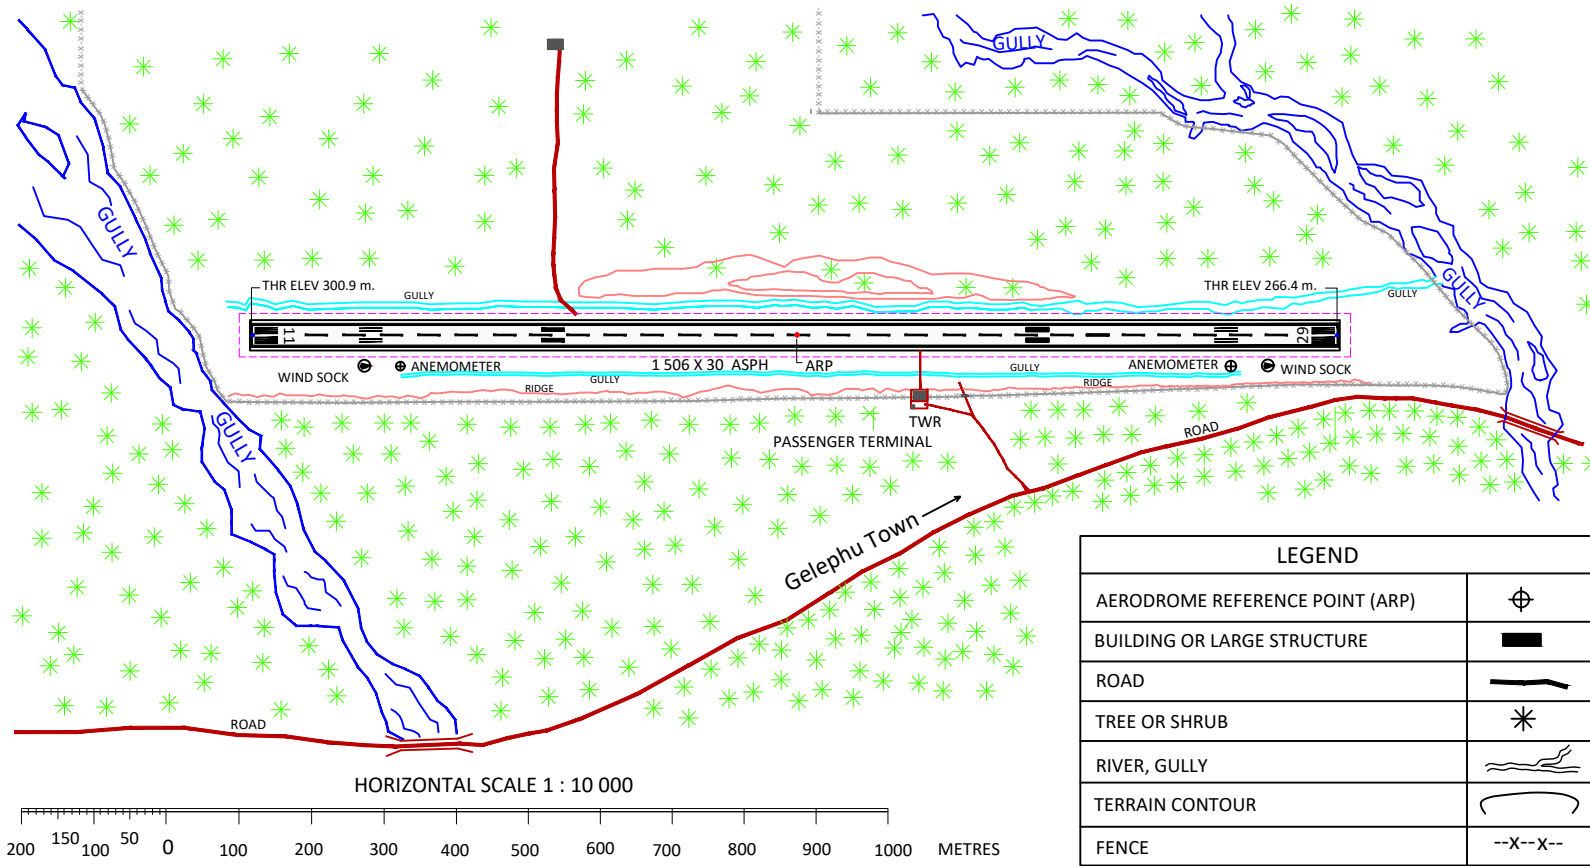 GULLY
GULLY
THR ELEV 300.9 m.
GULLY
THR ELEV 266.4 m.
GULLY
GULLY
11
29
WIND SOCK
ANEMOMETER
1 506 X 30 ASPH
ARP
ANEMOMETER
WIND SOCK
RIDGE
GULLY
GULLY
RIDGE
GULLY
TWR
PASSENGER TERMINAL
ROAD
Gelephu Town
ROAD
HORIZONTAL SCALE 1 : 10 000
200 150 100 50 0 100 200 300 400 500 600 700 800 900 1000 METRES
LEGEND
AERODROME REFERENCE POINT (ARP)
BUILDING OR LARGE STRUCTURE
ROAD
TREE OR SHRUB
RIVER, GULLY
TERRAIN CONTOUR
FENCE
--X--X--